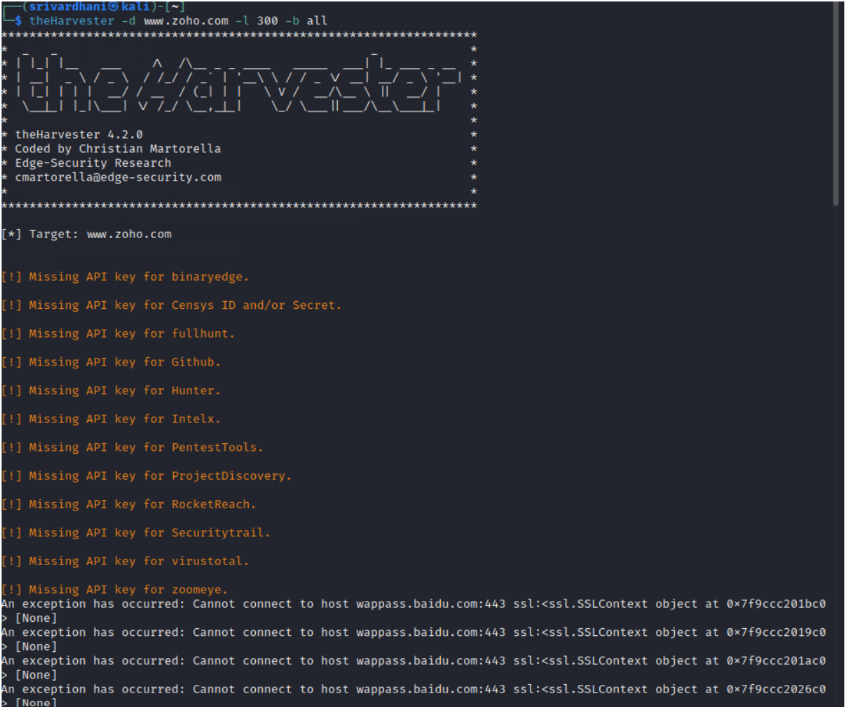 (srivardhani㉿kali)-[~]
$ theHarvester -d www.zoho.com -l 300 -b all
*******************************************************************
theHarvester
* theHarvester 4.2.0 *
* Coded by Christian Martorella *
* Edge-Security Research *
* cmartorella@edge-security.com *
* *
*******************************************************************
[*] Target: www.zoho.com
[!] Missing API key for binaryedge.
[!] Missing API key for Censys ID and/or Secret.
[!] Missing API key for fullhunt.
[!] Missing API key for Github.
[!] Missing API key for Hunter.
[!] Missing API key for Intelx.
[!] Missing API key for PentestTools.
[!] Missing API key for ProjectDiscovery.
[!] Missing API key for RocketReach.
[!] Missing API key for Securitytrail.
[!] Missing API key for virustotal.
[!] Missing API key for zoomeye.
An exception has occurred: Cannot connect to host wappass.baidu.com:443 ssl:<ssl.SSLContext object at 0×7f9ccc201bc0
> [None]
An exception has occurred: Cannot connect to host wappass.baidu.com:443 ssl:<ssl.SSLContext object at 0×7f9ccc2019c0
> [None]
An exception has occurred: Cannot connect to host wappass.baidu.com:443 ssl:<ssl.SSLContext object at 0×7f9ccc201ac0
> [None]
An exception has occurred: Cannot connect to host wappass.baidu.com:443 ssl:<ssl.SSLContext object at 0×7f9ccc2026c0
> [None]